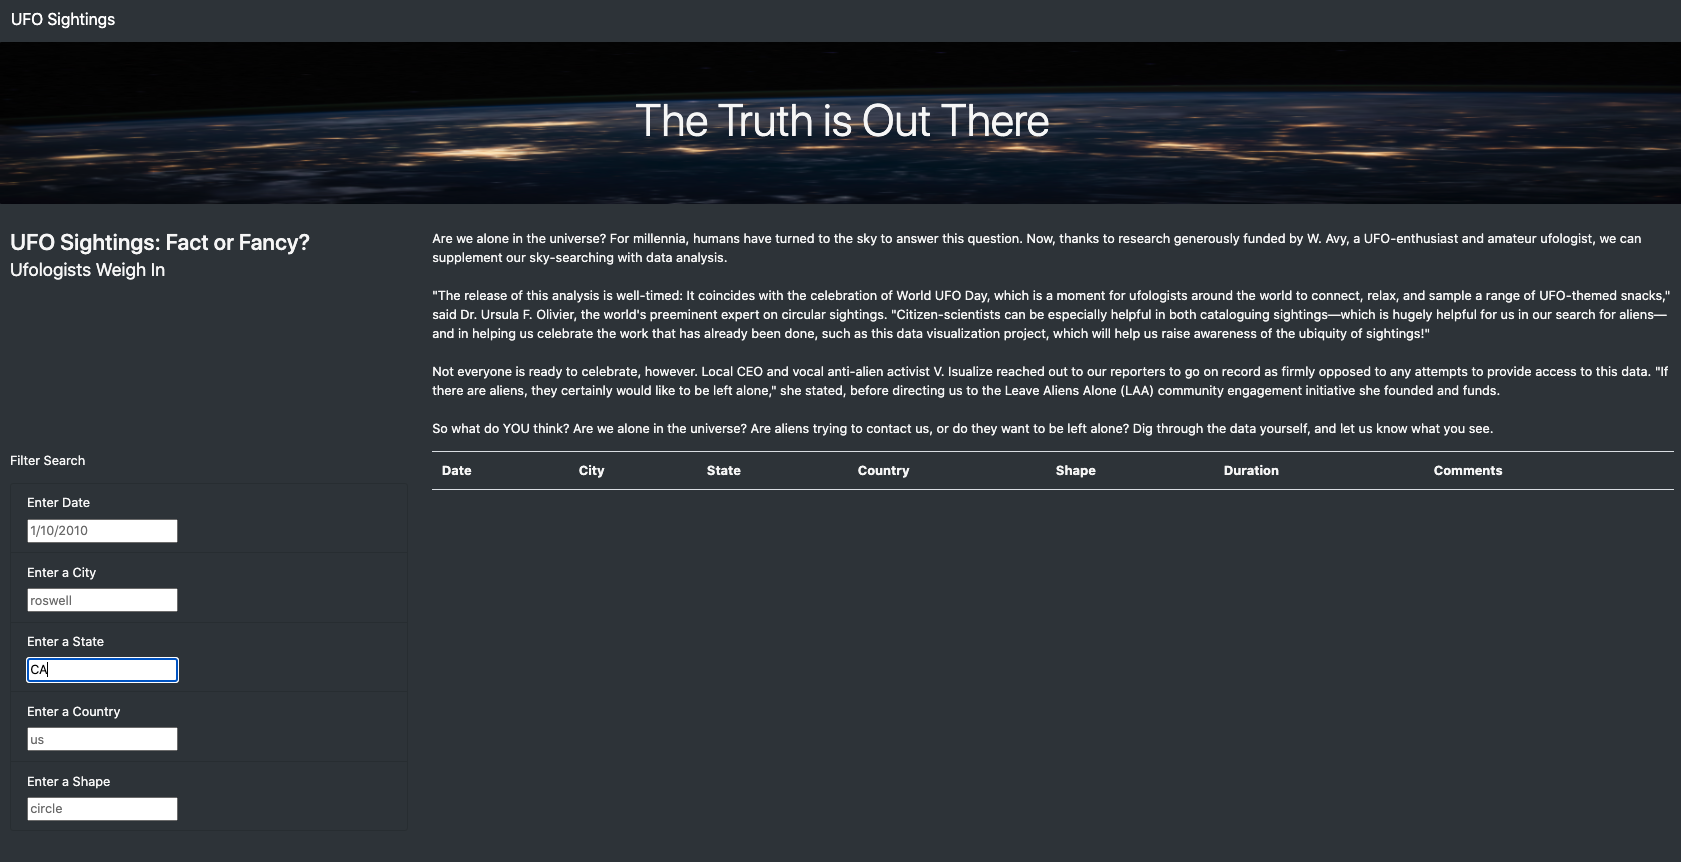 UFO Sightings
The Truth is Out There
UFO Sightings: Fact or Fancy?
Ufologists Weigh In
Are we alone in the universe? For millennia, humans have turned to the sky to answer this question. Now, thanks to research generously funded by W. Avy, a UFO-enthusiast and amateur ufologist, we can
supplement our sky-searching with data analysis.
"The release of this analysis is well-timed: It coincides with the celebration of World UFO Day, which is a moment for ufologists around the world to connect, relax, and sample a range of UFO-themed snacks,"
said Dr. Ursula F. Olivier, the world's preeminent expert on circular sightings. "Citizen-scientists can be especially helpful in both cataloguing sightings—which is hugely helpful for us in our search for aliens—
and in helping us celebrate the work that has already been done, such as this data visualization project, which will help us raise awareness of the ubiquity of sightings!"
Not everyone is ready to celebrate, however. Local CEO and vocal anti-alien activist V. Isualize reached out to our reporters to go on record as firmly opposed to any attempts to provide access to this data. "If
there are aliens, they certainly would like to be left alone," she stated, before directing us to the Leave Aliens Alone (LAA) community engagement initiative she founded and funds.
So what do YOU think? Are we alone in the universe? Are aliens trying to contact us, or do they want to be left alone? Dig through the data yourself, and let us know what you see.
Filter Search
Enter Date
1/10/2010
Enter a City
roswell
Enter a State
CA
Enter a Country
us
Enter a Shape
circle
Date City State Country Shape Duration Comments